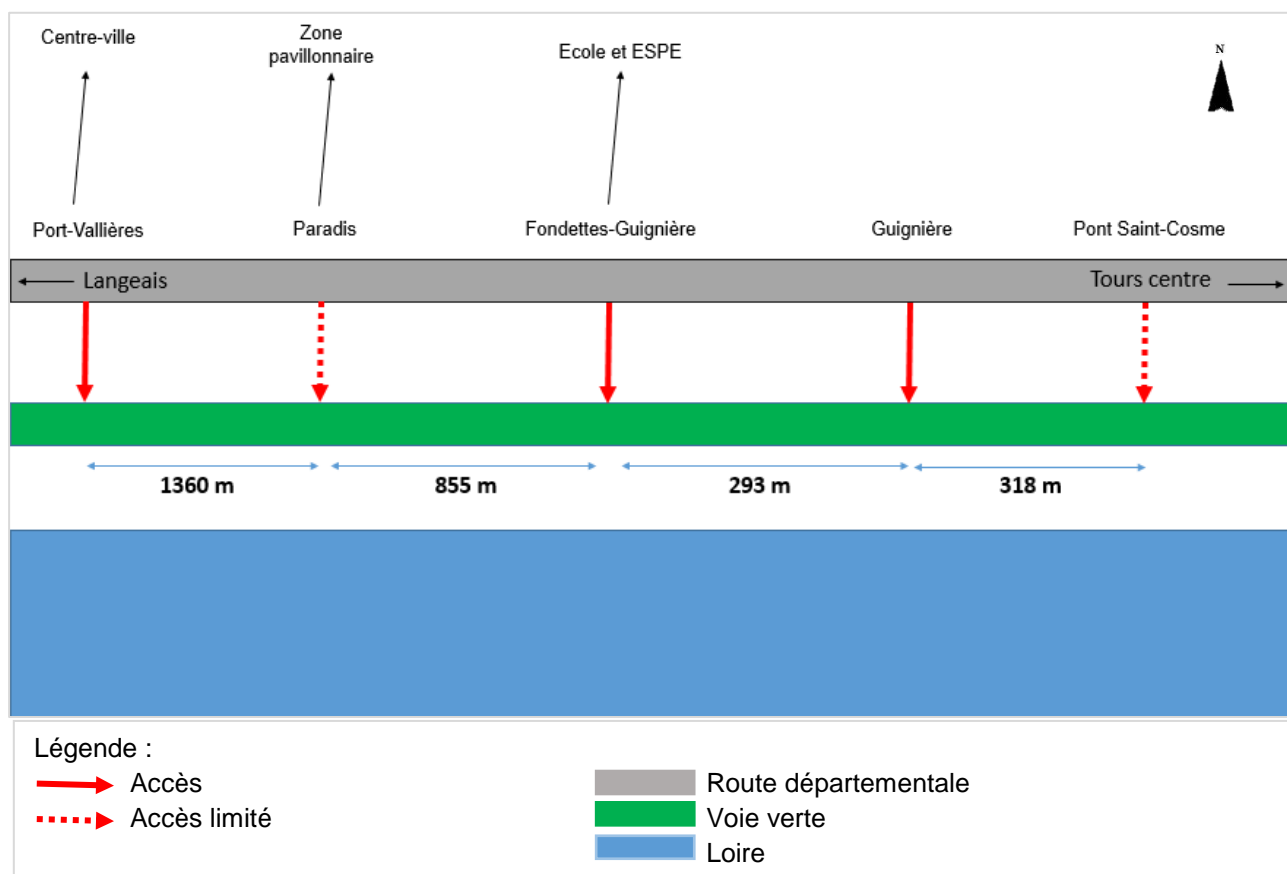 Centre-ville
Zone
pavillonnaire
Ecole et ESPE
N
Port-Vallières
Paradis
Fondettes-Guignière
Guignière
Pont Saint-Cosme
Langeais
Tours centre
1360 m
855 m
293 m
318 m
Légende :
Accès
Accès limité
Route départementale
Voie verte
Loire